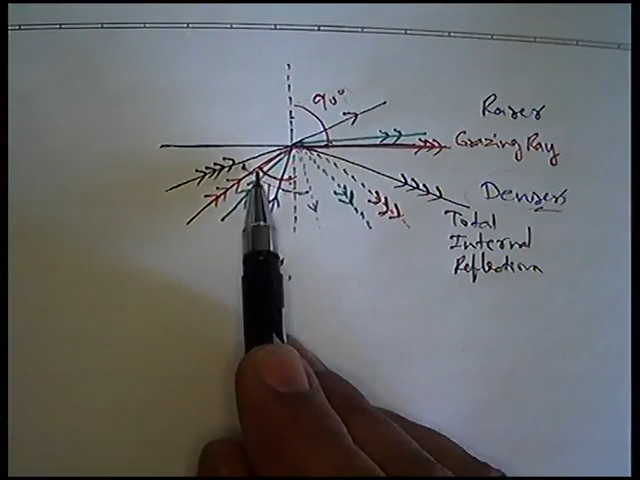 90°
Rarer
Grazing Ray
Denser
Total
Internal
Reflection